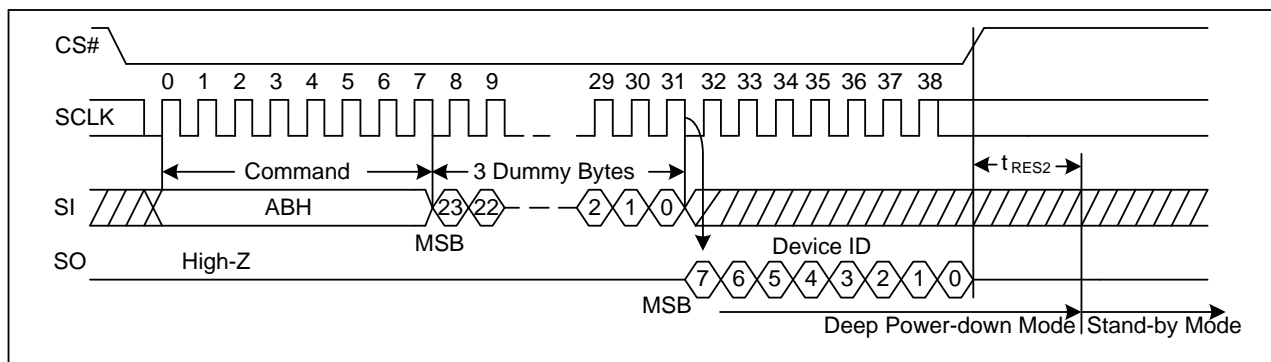 CS#
0 1 2 3 4 5 6 7 8 9 29 30 31 32 33 34 35 36 37 38
SCLK
Command 3 Dummy Bytes tRES2
SI ABH 23 22 2 1 0
MSB
SO High-Z Device ID
7 6 5 4 3 2 1 0
MSB
Deep Power-down Mode Stand-by Mode